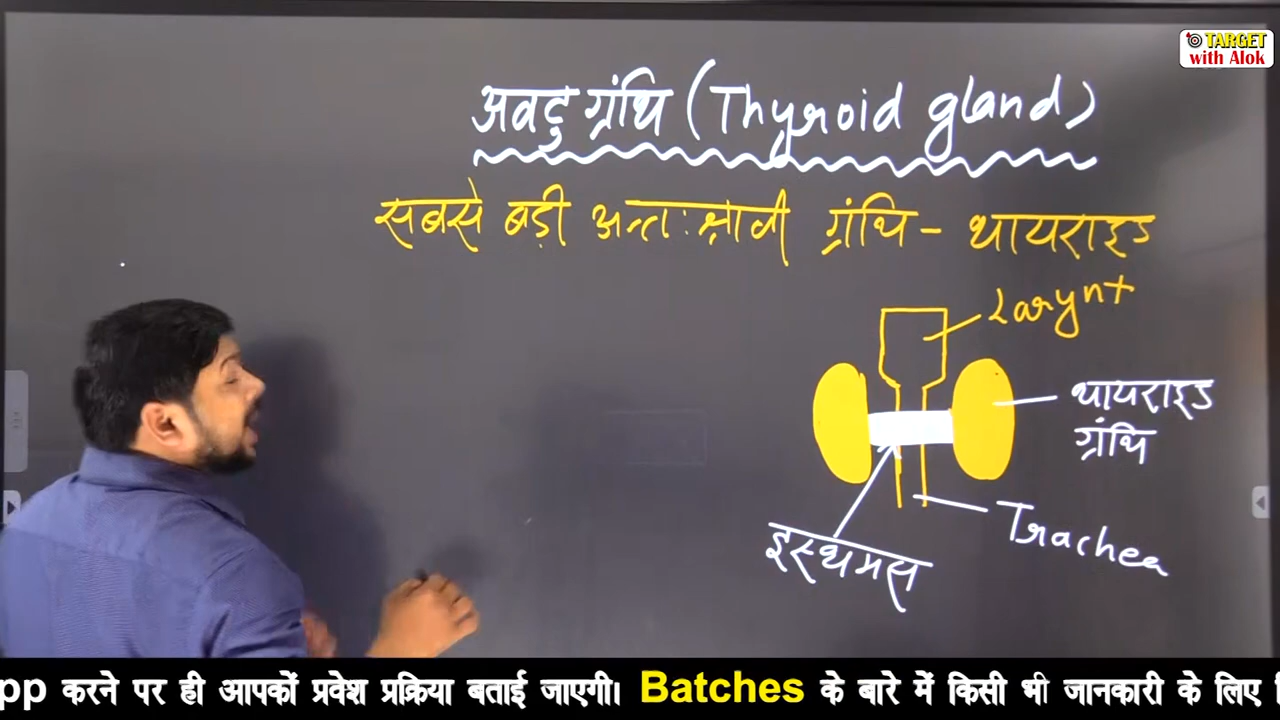 TARGET
with Alok
अवटु ग्रंथि (Thyroid gland)
सबसे बड़ी अन्तःस्रावी ग्रंथि - थायराइड
Larynx
थायराइड
ग्रंथि
Trachea
इस्थमस
pp करने पर ही आपकों प्रवेश प्रक्रिया बताई जाएगी। Batches के बारे में किसी भी जानकारी के लिए